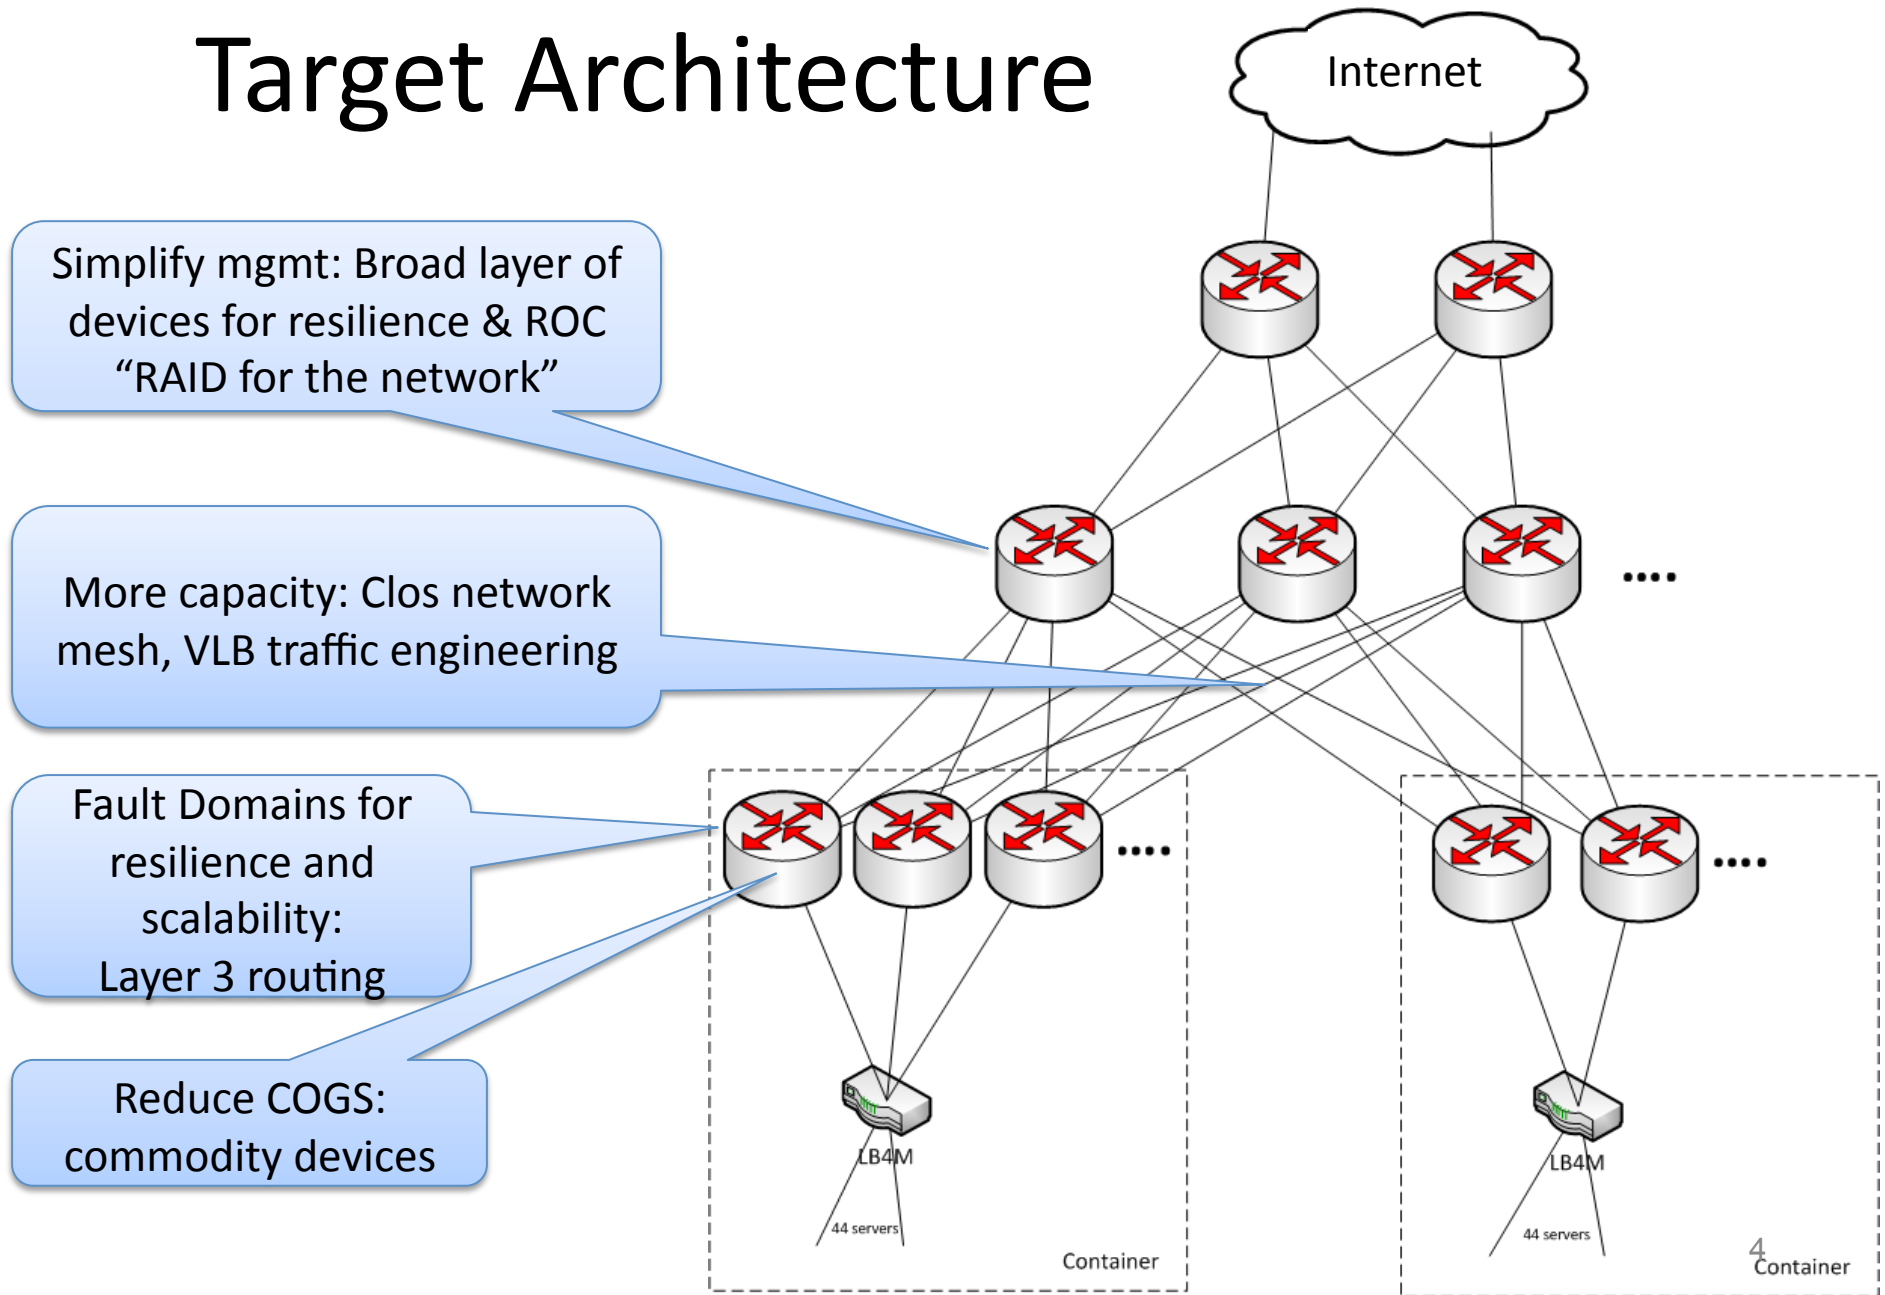 Target Architecture
Internet
Simplify mgmt: Broad layer of
devices for resilience & ROC
“RAID for the network”
More capacity: Clos network
mesh, VLB traffic engineering
....
Fault Domains for
resilience and
scalability:
Layer 3 routing
....
....
Reduce COGS:
commodity devices
LB4M
LB4M
44 servers
44 servers
Container
4
Container